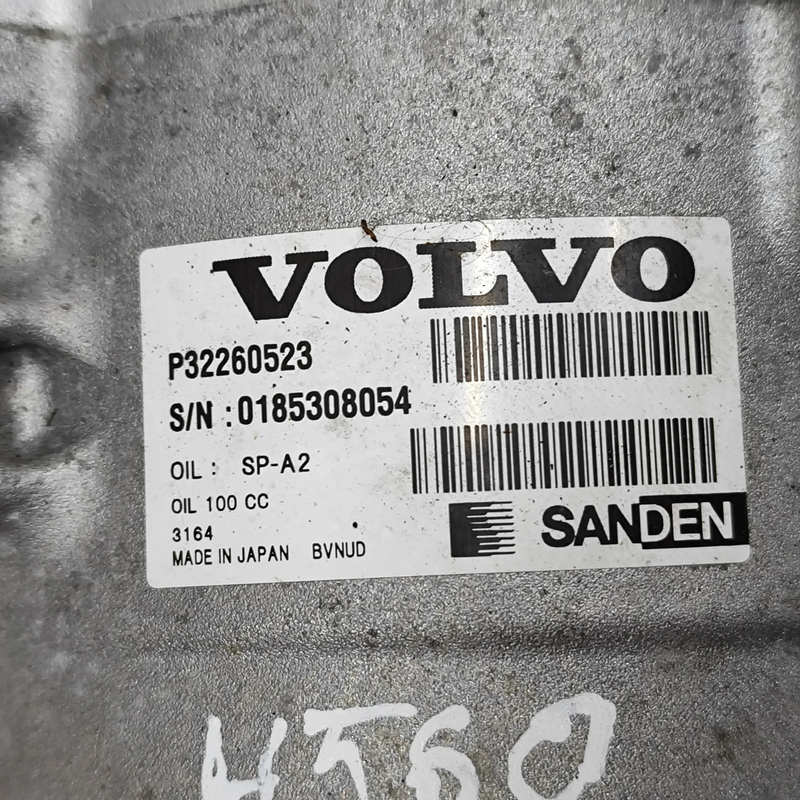 VOLVO
P32260523
S/N : 0185308054
OIL : SP-A2
OIL 100 CC
3164
MADE IN JAPAN BVNUD
SANDEN